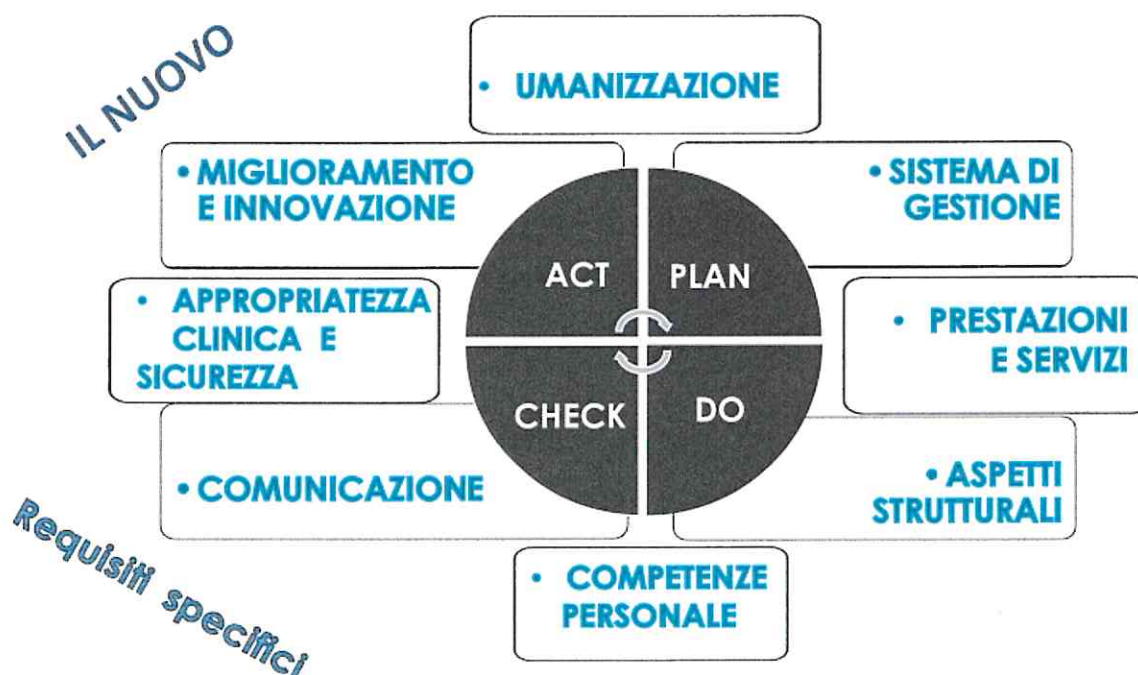 IL NUOVO
• UMANIZZAZIONE
• MIGLIORAMENTO
E INNOVAZIONE
• SISTEMA DI
GESTIONE
ACT
PLAN
• APPROPRIATEZZA
CLINICA E
SICUREZZA
• PRESTAZIONI
E SERVIZI
CHECK
DO
• COMUNICAZIONE
• ASPETTI
STRUTTURALI
Requisiti specifici
• COMPETENZE
PERSONALE